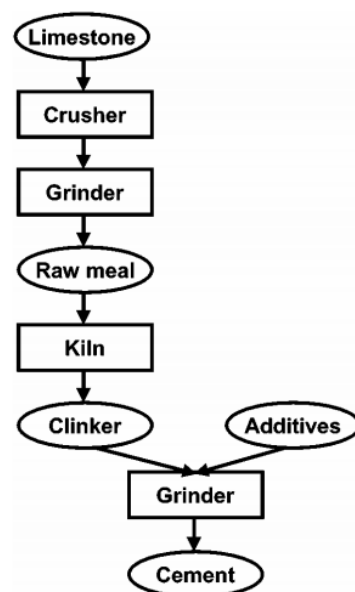 Limestone
Crusher
Grinder
Raw meal
Kiln
Clinker
Additives
Grinder
Cement